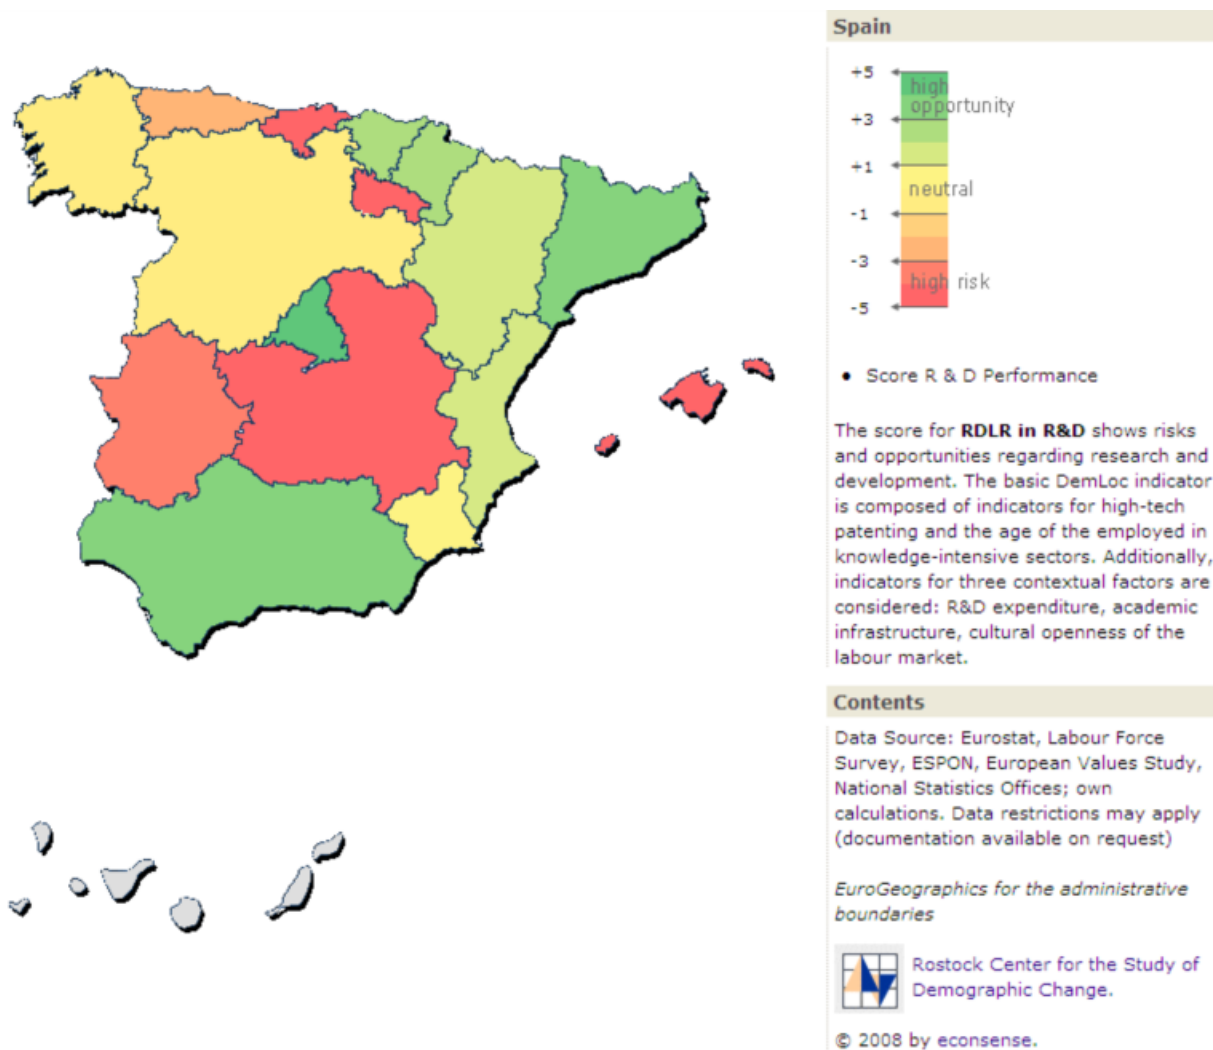 Spain
+5
high
opportunity
+3
+1
neutral
-1
-3
high risk
-5
• Score R & D Performance
The score for RDLR in R&D shows risks
and opportunities regarding research and
development. The basic DemLoc indicator
is composed of indicators for high-tech
patenting and the age of the employed in
knowledge-intensive sectors. Additionally,
indicators for three contextual factors are
considered: R&D expenditure, academic
infrastructure, cultural openness of the
labour market.
Contents
Data Source: Eurostat, Labour Force
Survey, ESPON, European Values Study,
National Statistics Offices; own
calculations. Data restrictions may apply
(documentation available on request)
EuroGeographics for the administrative
boundaries
Rostock Center for the Study of
Demographic Change.
© 2008 by econsense.